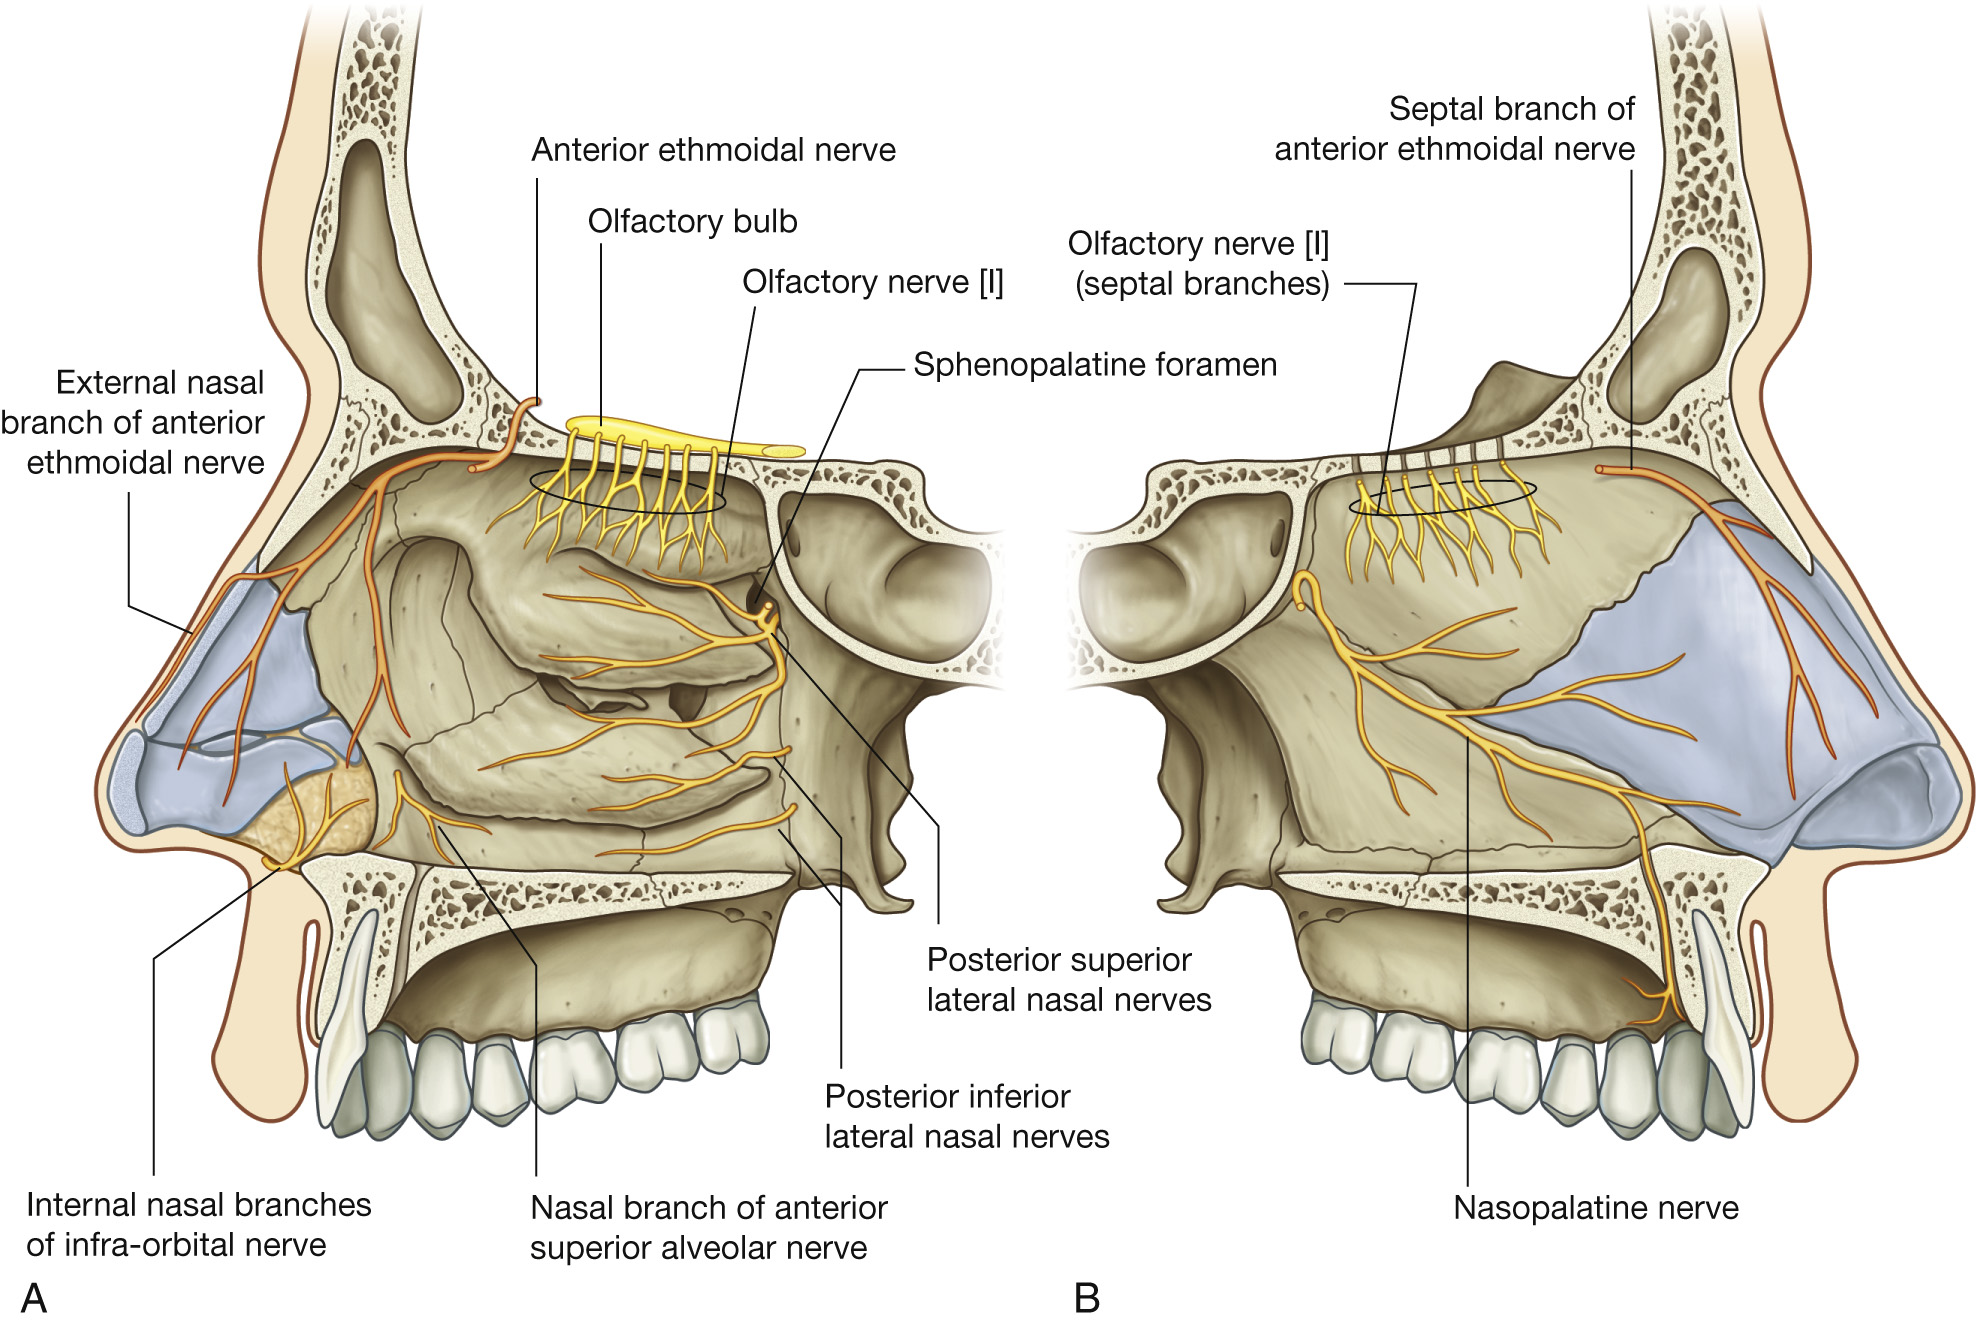 Anterior ethmoidal nerve
Olfactory bulb
Olfactory nerve [I]
Sphenopalatine foramen
External nasal
branch of anterior
ethmoidal nerve
Posterior superior
lateral nasal nerves
Posterior inferior
lateral nasal nerves
Internal nasal branches
of infra-orbital nerve
Nasal branch of anterior
superior alveolar nerve
A
Septal branch of
anterior ethmoidal nerve
Olfactory nerve [I]
(septal branches)
Nasopalatine nerve
B